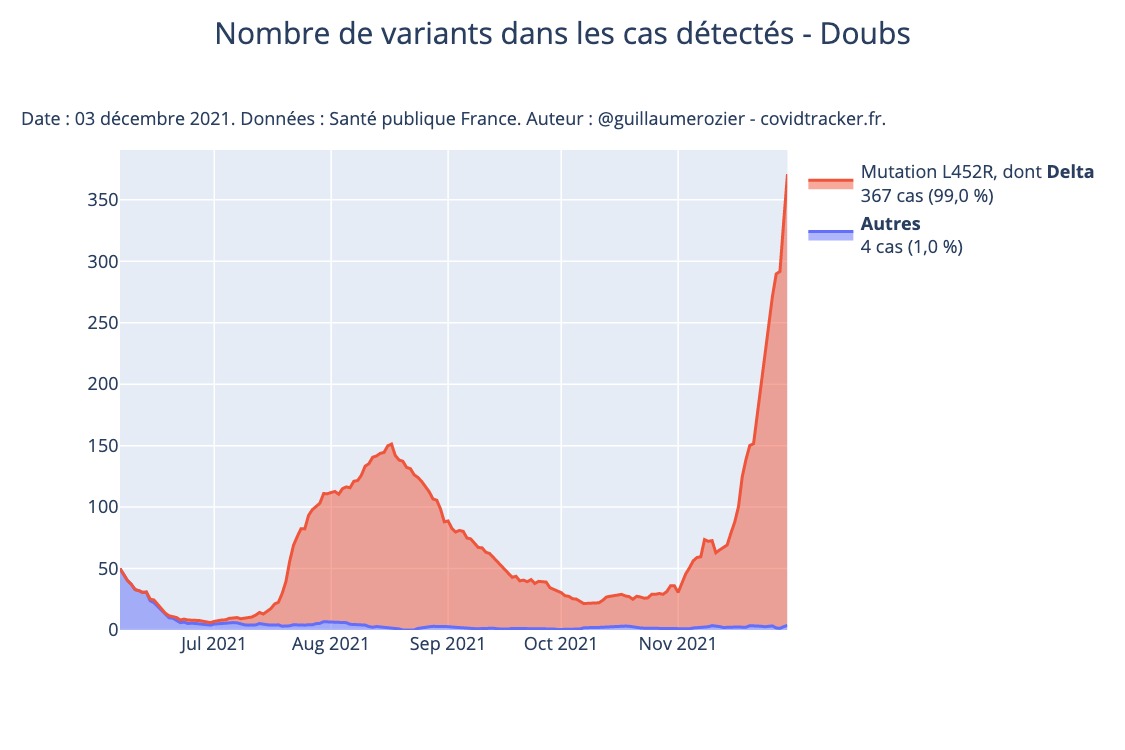 Nombre de variants dans les cas détectés - Doubs
Date : 03 décembre 2021. Données : Santé publique France. Auteur : @guillaumerozier - covidtracker.fr.
Mutation L452R, dont Delta
367 cas (99,0 %)
Autres
4 cas (1,0 %)
350
300
250
200
150
100
50
0
Jul 2021 Aug 2021 Sep 2021 Oct 2021 Nov 2021